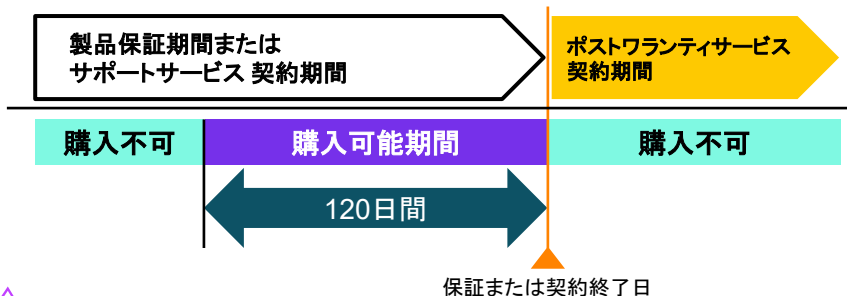 製品保証期間または
サポートサービス 契約期間
ポストワランティサービス
契約期間
購入不可
購入可能期間
購入不可
120日間
保証または契約終了日